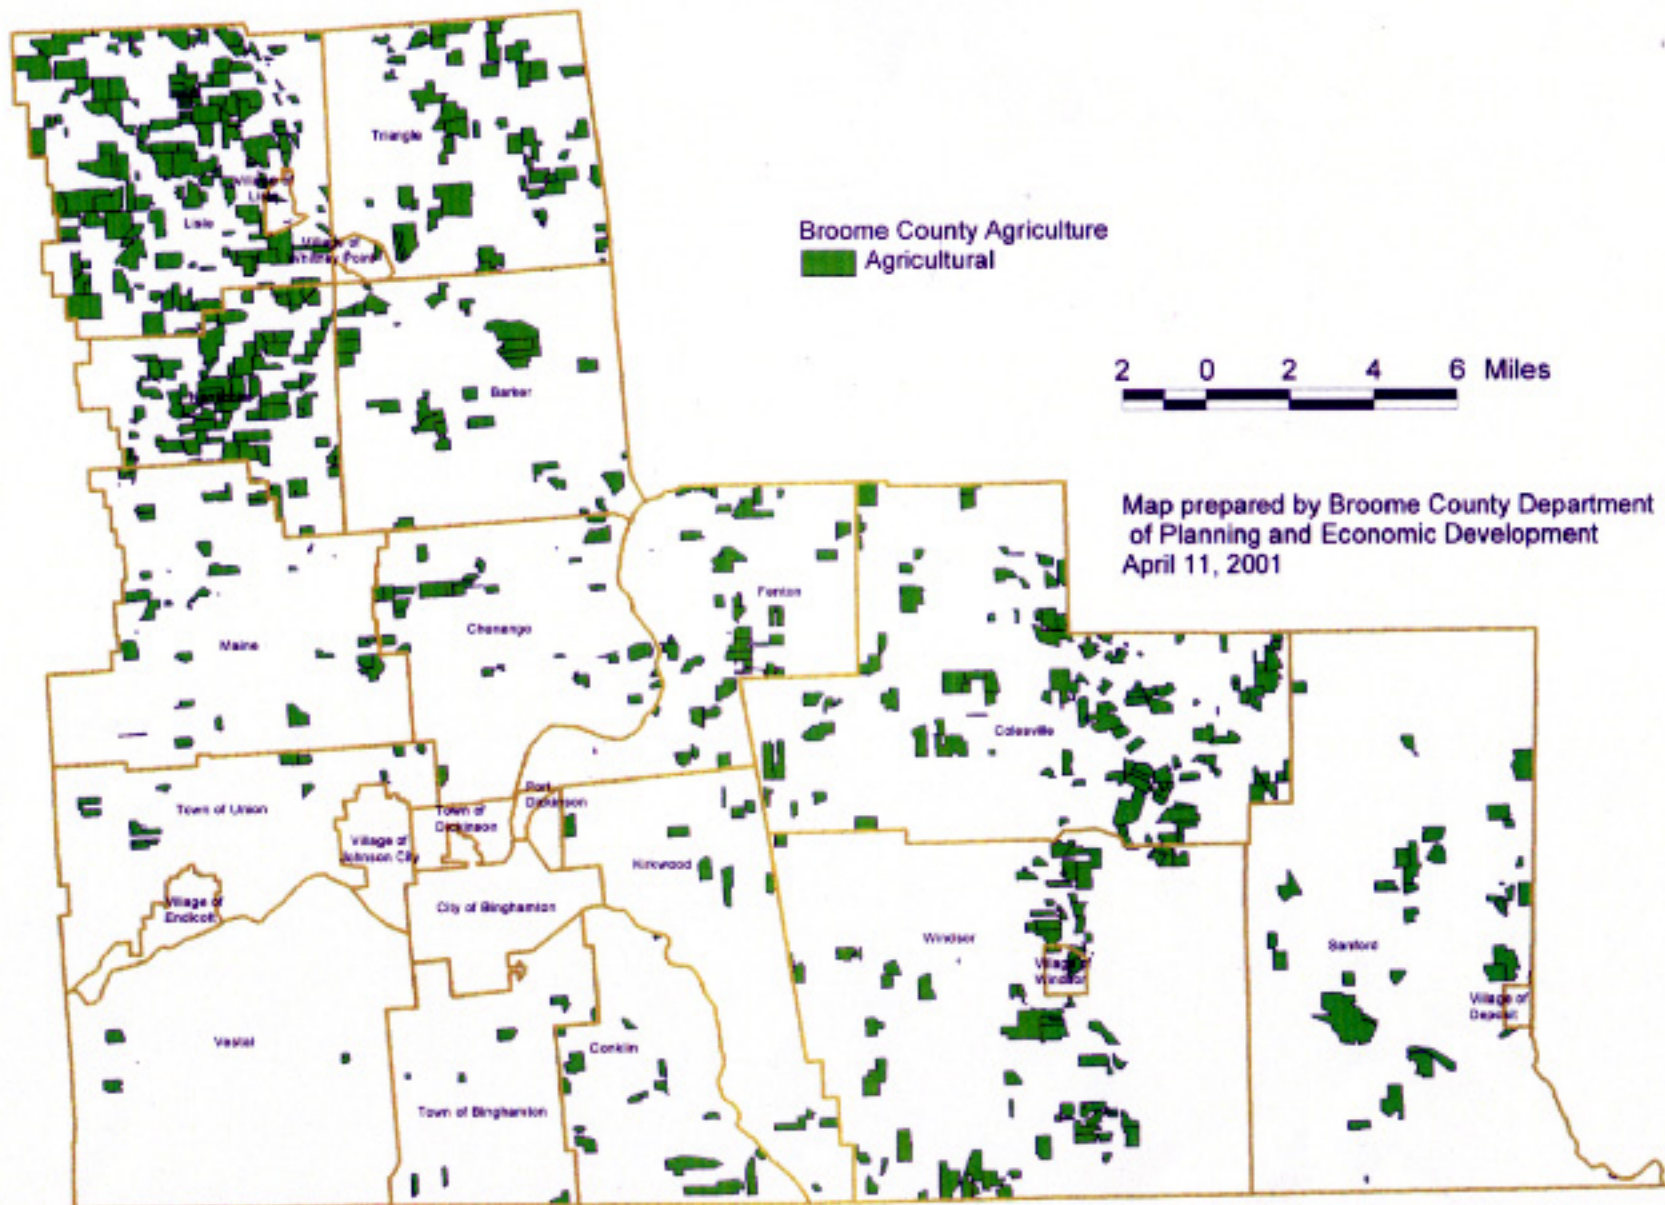 Triangle
Village of
Lisle
Lisle
Village of
Whitney Point
Broome County Agriculture
Agricultural
2 0 2 4 6 Miles
Barker
Map prepared by Broome County Department
of Planning and Economic Development
April 11, 2001
Fenton
Chenango
Maine
Colesville
Port
Dickinson
Town of Union
Town of
Dickinson
Village of
Johnson City
Kirkwood
Village of
Endicott
City of Binghamton
Windsor
Sanford
Village of
Windsor
Village of
Deposit
Vestal
Conklin
Town of Binghamton